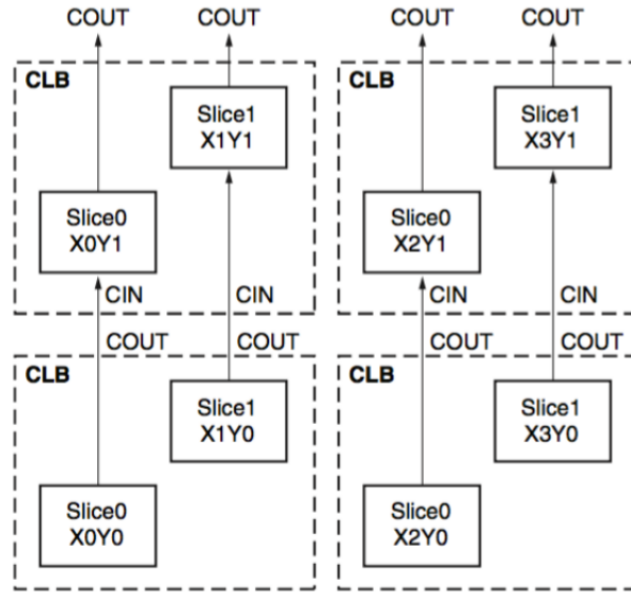 COUT COUT COUT COUT
CLB CLB
Slice1 Slice1
X1Y1 X3Y1
Slice0 Slice0
X0Y1 X2Y1
CIN CIN CIN CIN
COUT COUT COUT COUT
CLB CLB
Slice1 Slice1
X1Y0 X3Y0
Slice0 Slice0
X0Y0 X2Y0